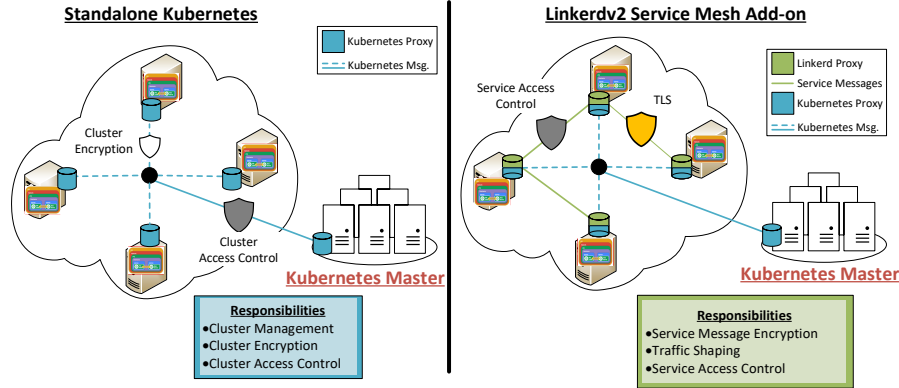 Standalone Kubernetes
Kubernetes Proxy
Kubernetes Msg.
Cluster
Encryption
Cluster
Access Control
Kubernetes Master
Responsibilities
•Cluster Management
•Cluster Encryption
•Cluster Access Control
Linkerdv2 Service Mesh Add-on
Linkerd Proxy
Service Messages
Kubernetes Proxy
Kubernetes Msg.
Service Access
Control
TLS
Kubernetes Master
Responsibilities
•Service Message Encryption
•Traffic Shaping
•Service Access Control